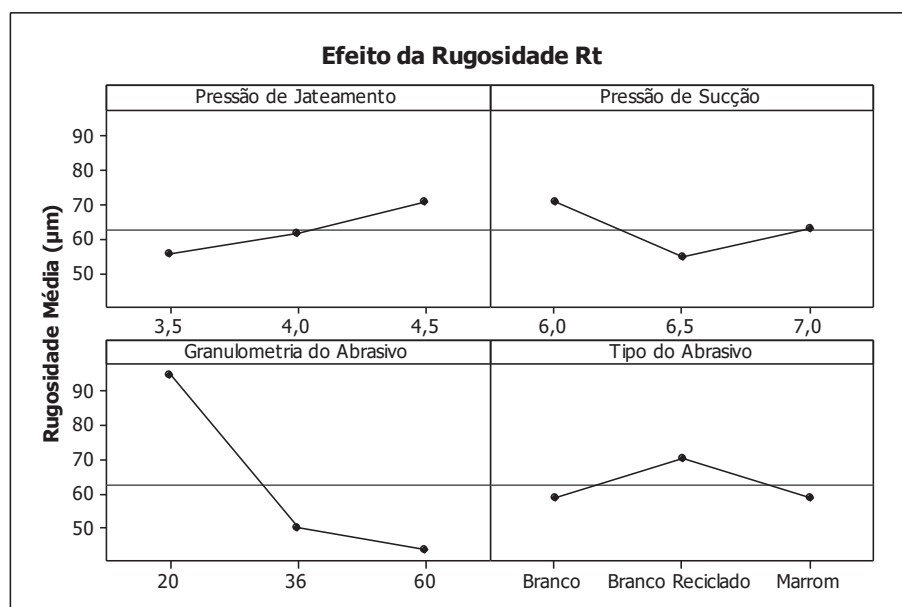 Efeito da Rugosidade Rt
Pressão de Jateamento
Pressão de Sucção
Rugosidade Média (µm)
90
80
70
60
50
3,5
4,0
4,5
6,0
6,5
7,0
Granulometria do Abrasivo
Tipo do Abrasivo
90
80
70
60
50
20
36
60
Branco
Branco Reciclado
Marrom